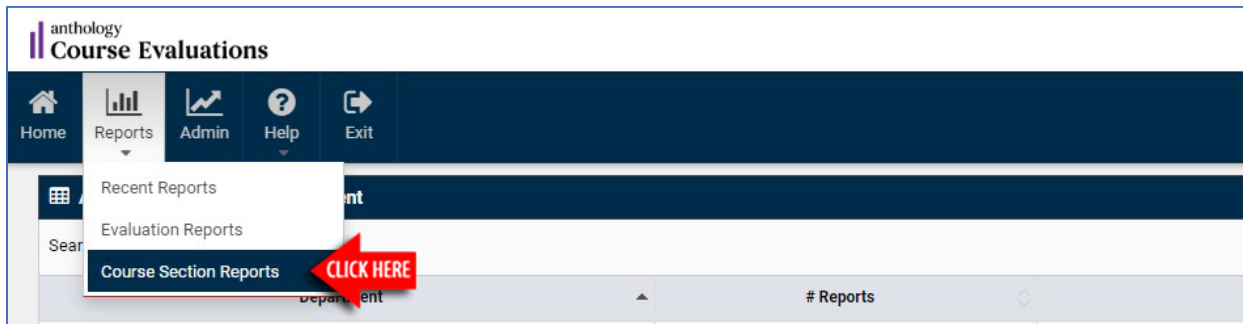 anthology
Course Evaluations
Home
Reports
Admin
Help
Exit
Recent Reports
Evaluation Reports
Course Section Reports
CLICK HERE
# Reports